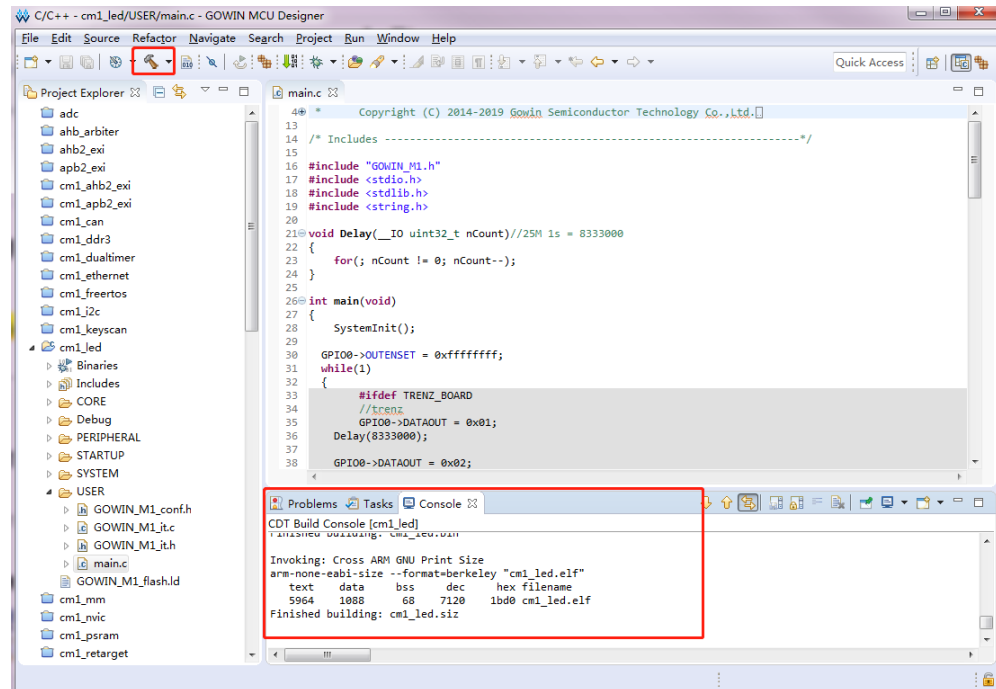 C/C++ - cm1_led/USER/main.c - GOWIN MCU Designer
File Edit Source Refactor Navigate Search Project Run Window Help
Quick Access
Project Explorer
adc
ahb_arbiter
ahb2_exi
apb2_exi
cm1_ahb2_exi
cm1_apb2_exi
cm1_can
cm1_ddr3
cm1_dualtimer
cm1_ethernet
cm1_freertos
cm1_i2c
cm1_keyscan
cm1_led
Binaries
Includes
CORE
Debug
PERIPHERAL
STARTUP
SYSTEM
USER
GOWIN_M1_conf.h
GOWIN_M1_it.c
GOWIN_M1_it.h
main.c
GOWIN_M1_flash.ld
cm1_mm
cm1_nvic
cm1_psram
cm1_retarget
main.c
4 * Copyright (C) 2014-2019 Gowin Semiconductor Technology Co.,Ltd.
13
14 /* Includes ------------------------------------------------------------------*/
15
16 #include "GOWIN_M1.h"
17 #include <stdio.h>
18 #include <stdlib.h>
19 #include <string.h>
20
21 void Delay(__IO uint32_t nCount)//25M 1s = 8333000
22 {
23 for(; nCount != 0; nCount--);
24 }
25
26 int main(void)
27 {
28 SystemInit();
29
30 GPIO0->OUTENSET = 0xffffffff;
31 while(1)
32 {
33 #ifdef TRENZ_BOARD
34 //trenz
35 GPIO0->DATAOUT = 0x01;
36 Delay(8333000);
37
38 GPIO0->DATAOUT = 0x02;
Problems Tasks Console
CDT Build Console [cm1_led]
Finished building: cm1_led.bin
Invoking: Cross ARM GNU Print Size
arm-none-eabi-size --format=berkeley "cm1_led.elf"
text data bss dec hex filename
5964 1088 68 7120 1bd0 cm1_led.elf
Finished building: cm1_led.siz